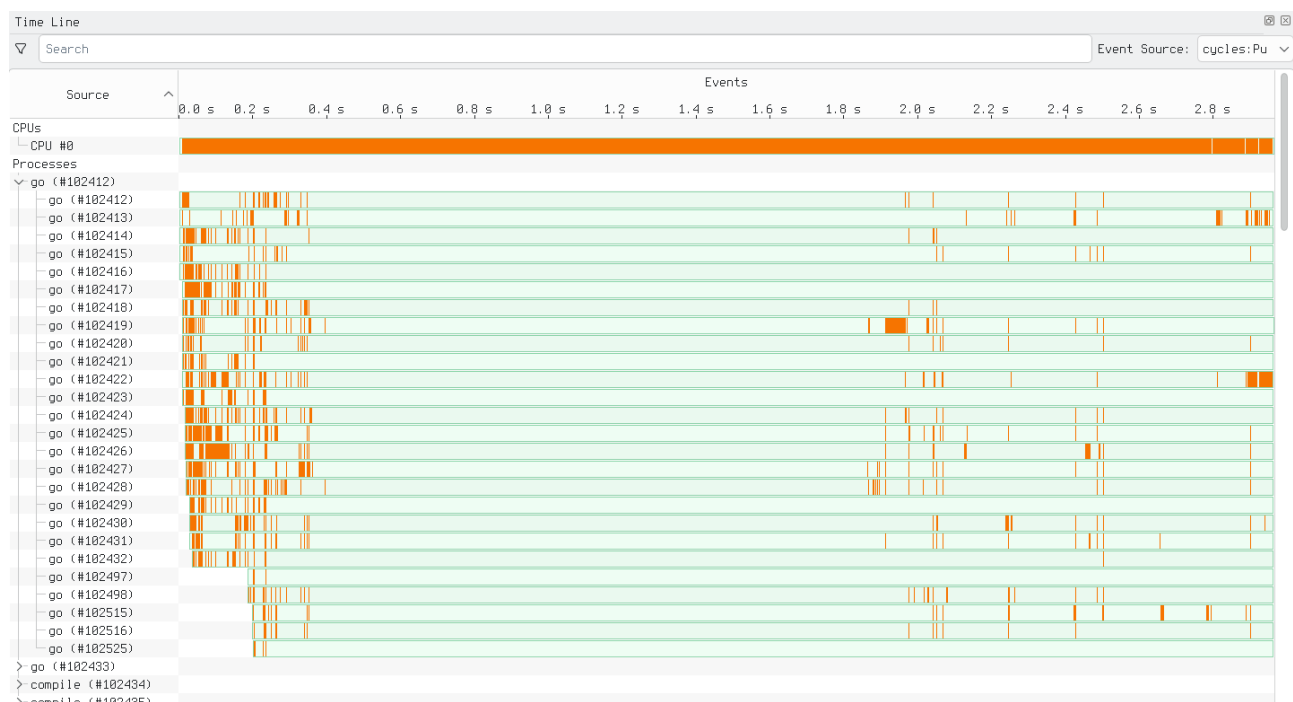 Time Line
Search
Event Source: cycles:Pu
Source
Events
0.0 s 0.2 s 0.4 s 0.6 s 0.8 s 1.0 s 1.2 s 1.4 s 1.6 s 1.8 s 2.0 s 2.2 s 2.4 s 2.6 s 2.8 s
CPUs
CPU #0
Processes
go (#102412)
go (#102412)
go (#102413)
go (#102414)
go (#102415)
go (#102416)
go (#102417)
go (#102418)
go (#102419)
go (#102420)
go (#102421)
go (#102422)
go (#102423)
go (#102424)
go (#102425)
go (#102426)
go (#102427)
go (#102428)
go (#102429)
go (#102430)
go (#102431)
go (#102432)
go (#102497)
go (#102498)
go (#102515)
go (#102516)
go (#102525)
go (#102433)
compile (#102434)
compile (#102435)